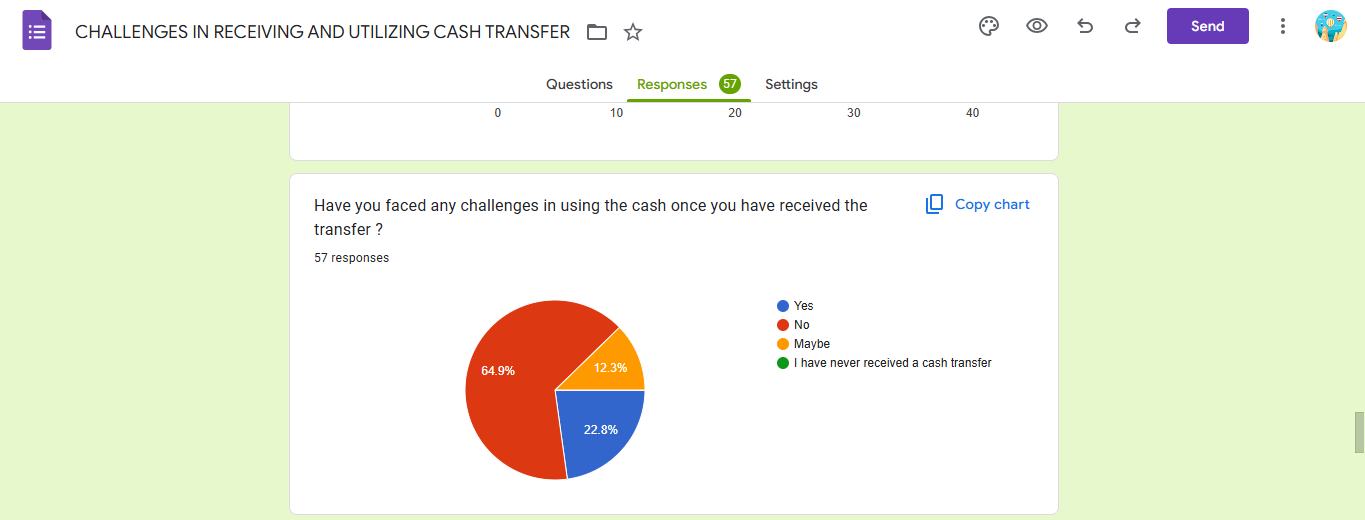 CHALLENGES IN RECEIVING AND UTILIZING CASH TRANSFER
Send
Questions
Responses 57
Settings
0 10 20 30 40
Have you faced any challenges in using the cash once you have received the
transfer ?
Copy chart
57 responses
64.9%
12.3%
22.8%
Yes
No
Maybe
I have never received a cash transfer